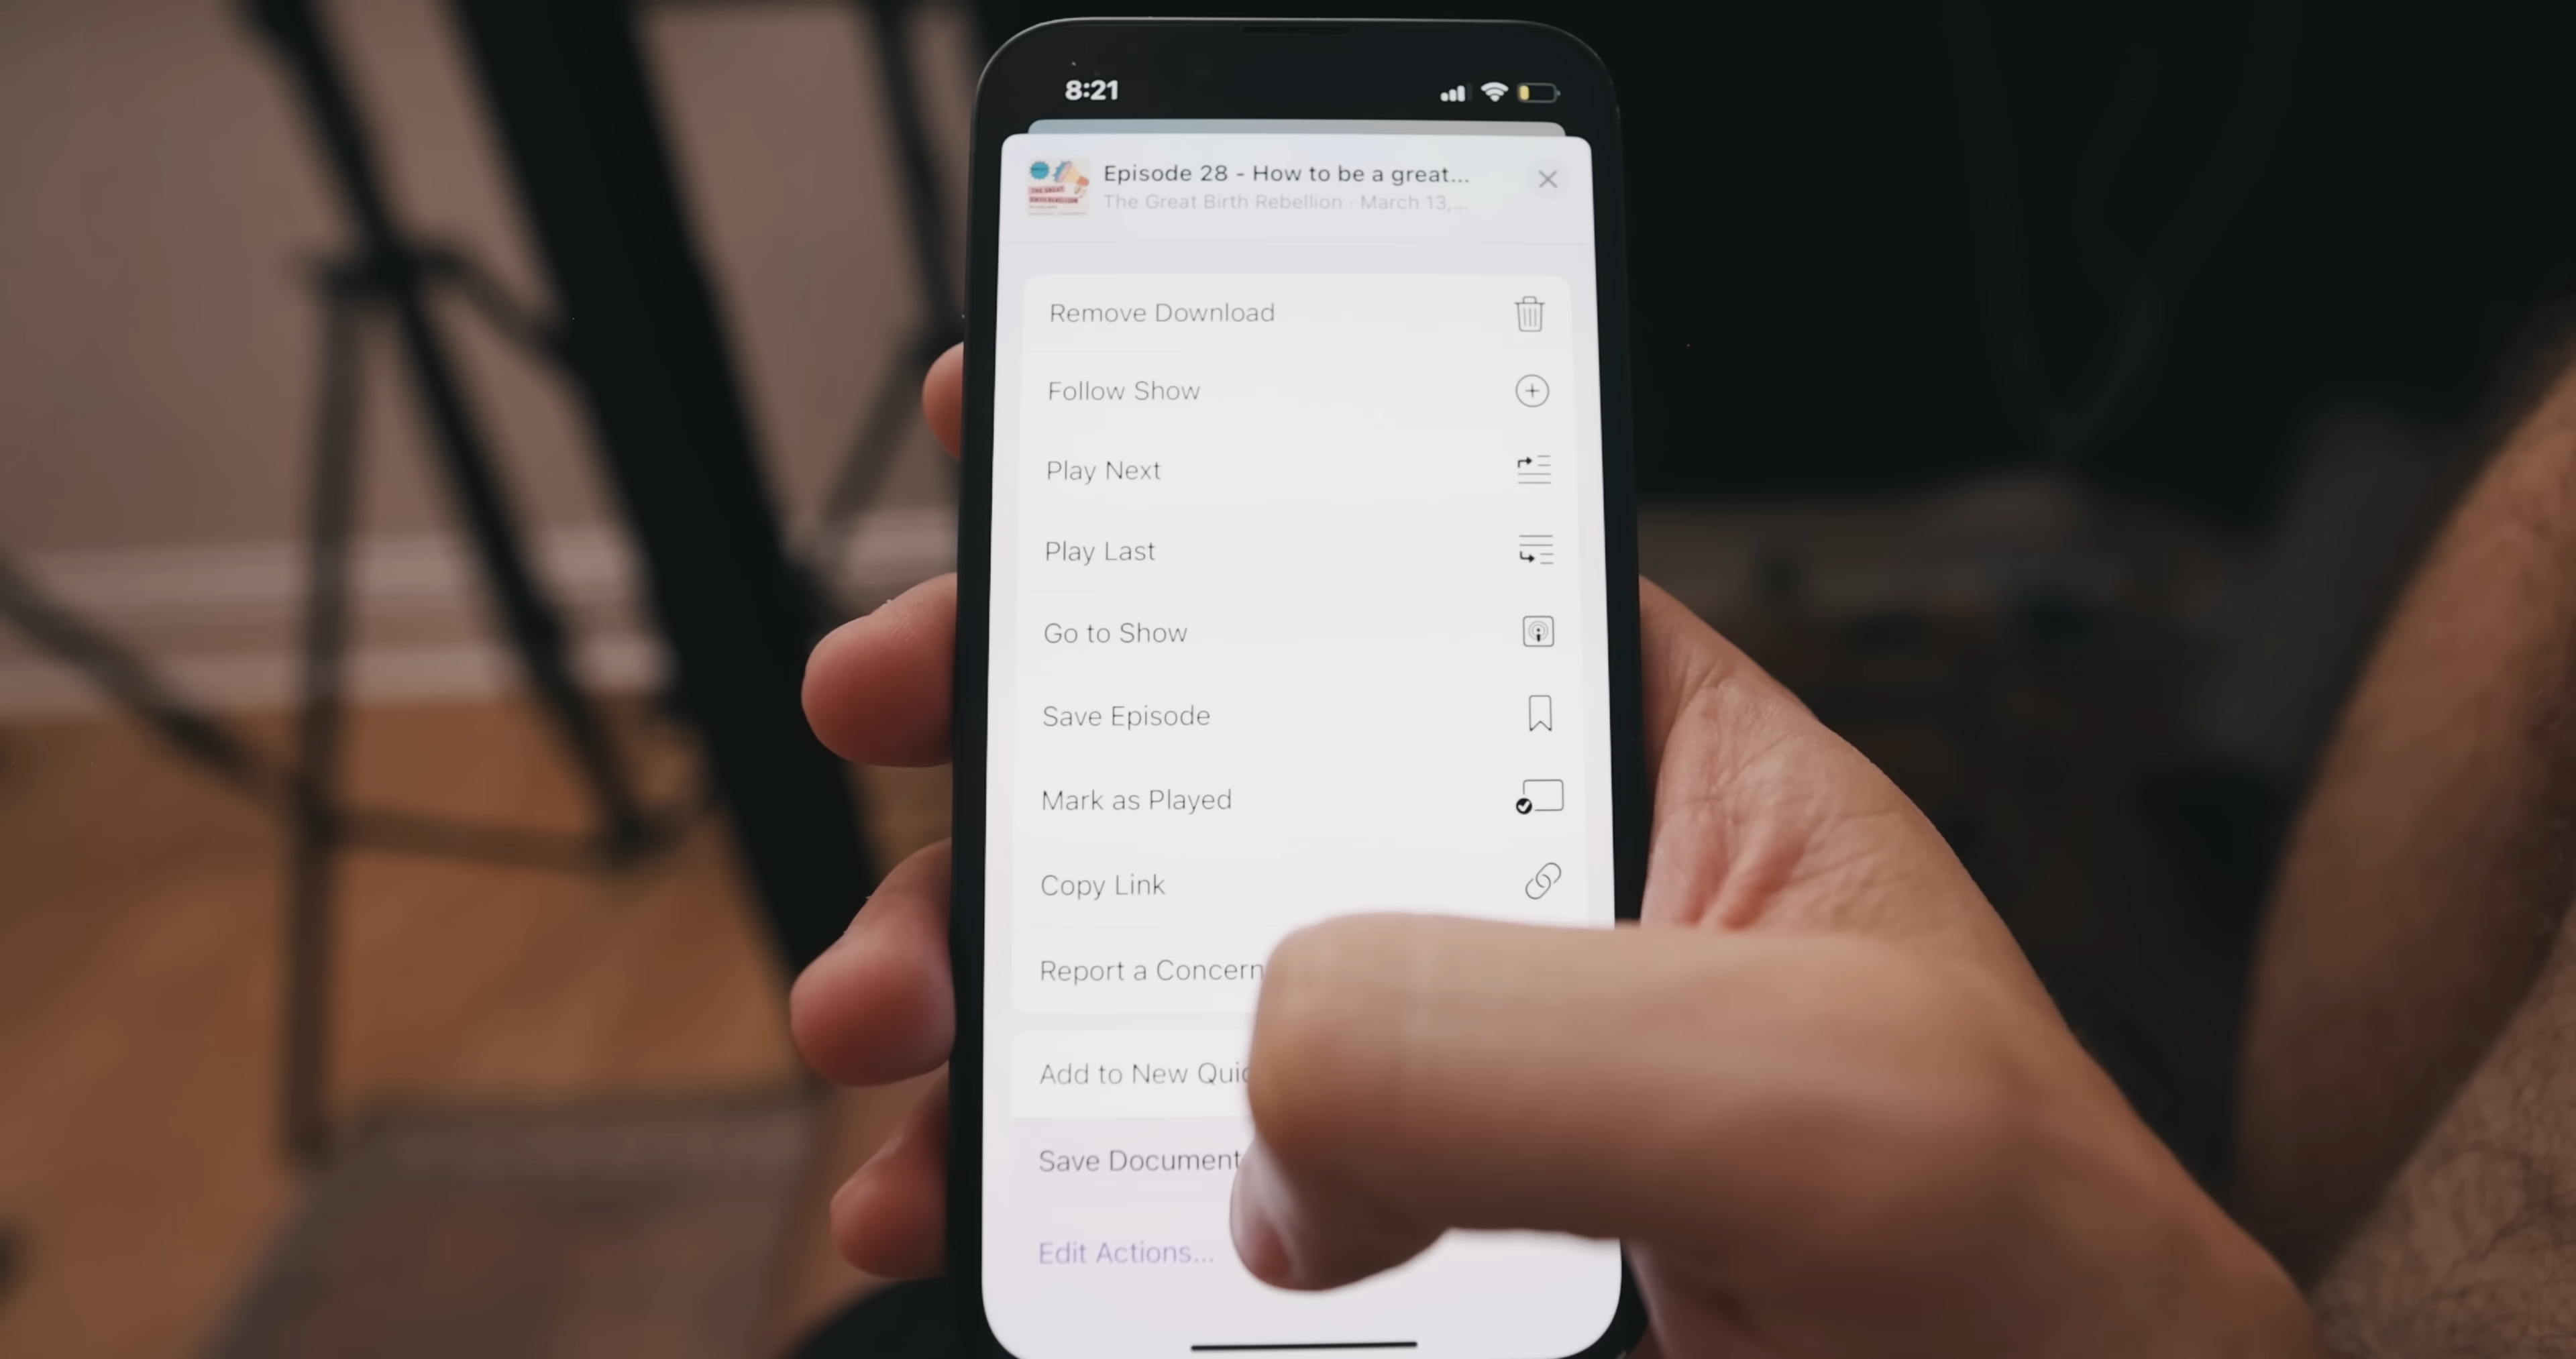 8:21
Episode 28 - How to be a great...
The Great Birth Rebellion · March 13,...
THE GREAT
Remove Download
Follow Show
Play Next
Play Last
Go to Show
Save Episode
Mark as Played
Copy Link
Report a Concern
Add to New
Save Document
Edit Actions...